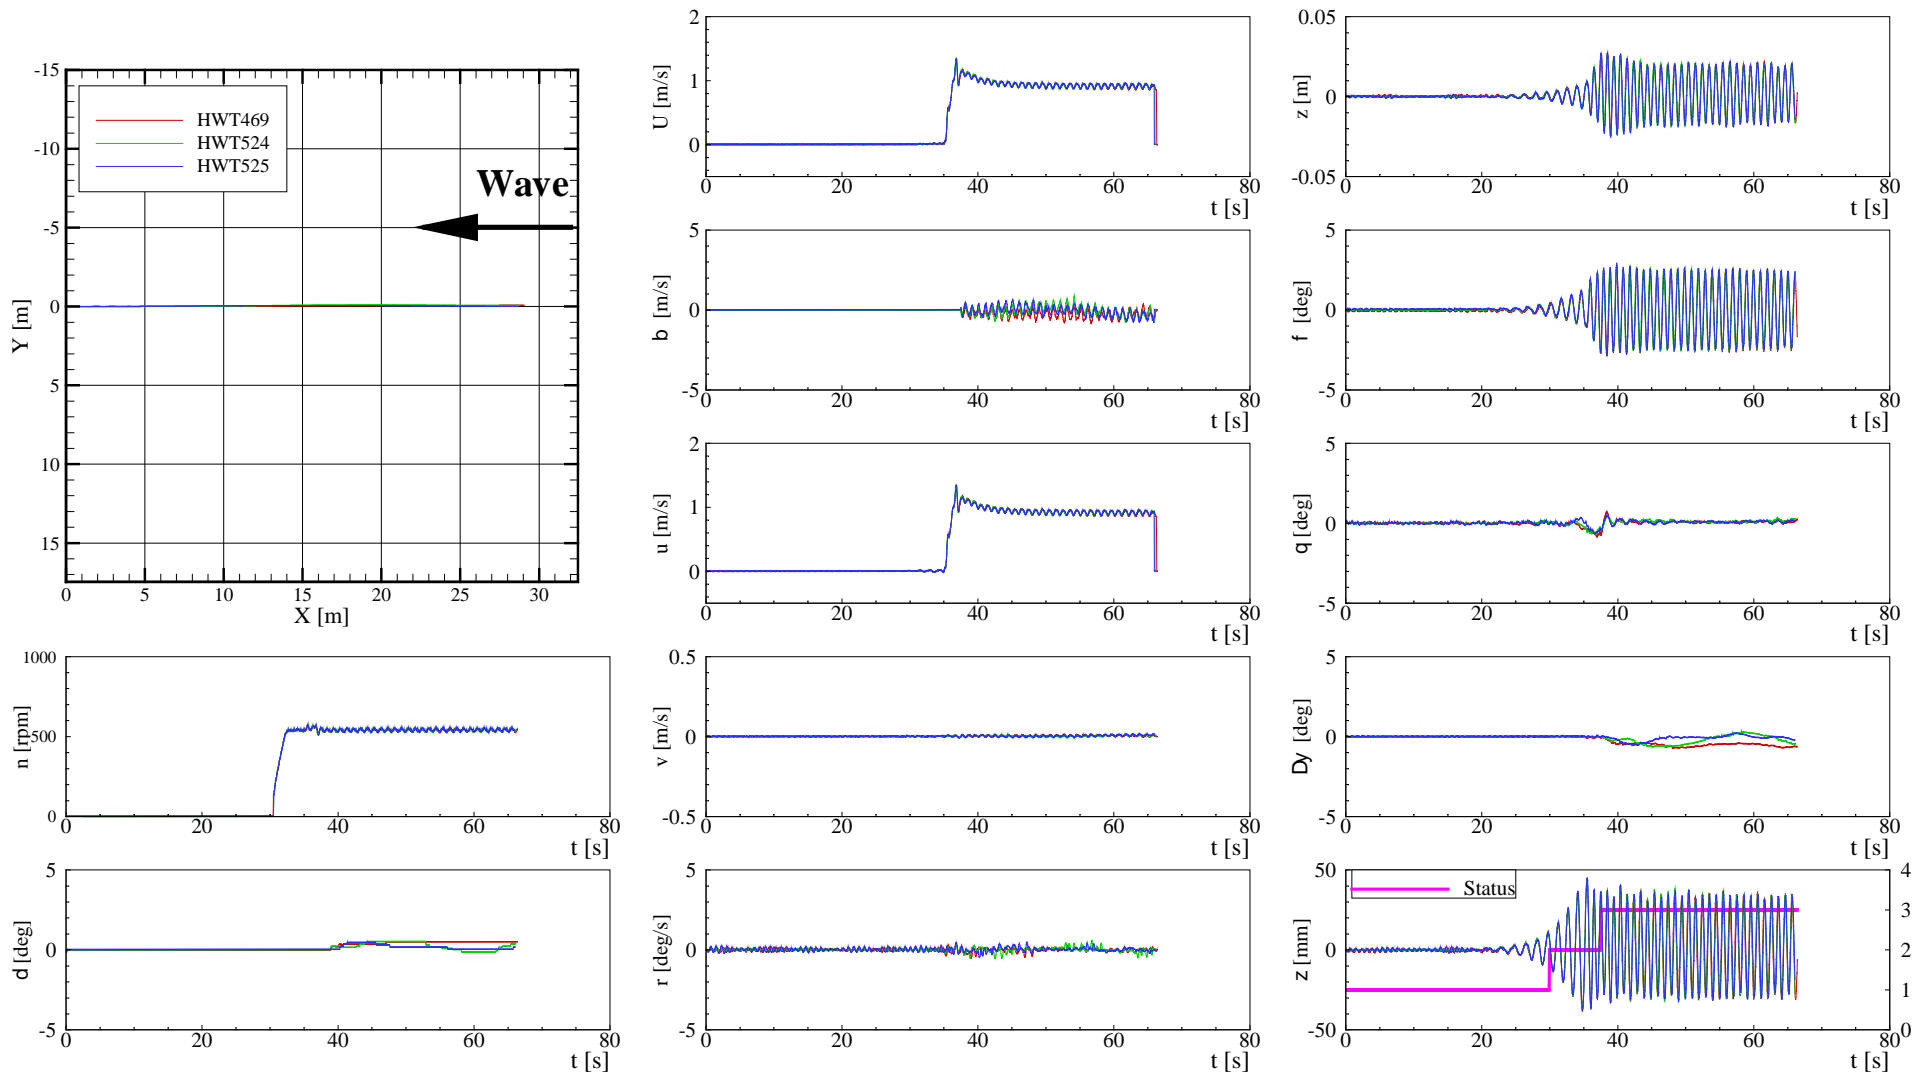 HWT469
HWT524
HWT525
Wave
-15
-10
-5
0
5
10
15
Y [m]
0 5 10 15 20 25 30
X [m]
2
1
0
U [m/s]
0 20 40 60 80
t [s]
0.05
0
-0.05
z [m]
0 20 40 60 80
t [s]
5
0
-5
b [m/s]
0 20 40 60 80
t [s]
5
0
-5
f [deg]
0 20 40 60 80
t [s]
2
1
0
u [m/s]
0 20 40 60 80
t [s]
5
0
-5
q [deg]
0 20 40 60 80
t [s]
1000
500
0
n [rpm]
0 20 40 60 80
t [s]
0.5
0
-0.5
v [m/s]
0 20 40 60 80
t [s]
5
0
-5
Dy [deg]
0 20 40 60 80
t [s]
5
0
-5
d [deg]
0 20 40 60 80
t [s]
5
0
-5
r [deg/s]
0 20 40 60 80
t [s]
Status
50
0
-50
z [mm]
4
3
2
1
0
0 20 40 60 80
t [s]